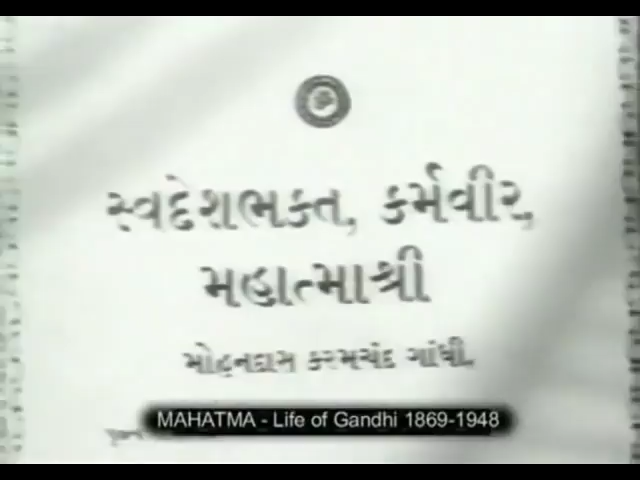 સ્વદેશભક્ત, કર્મવીર,
મહાત્માશ્રી
મોહનદાસ કરમચંદ ગાંધી.
MAHATMA - Life of Gandhi 1869-1948